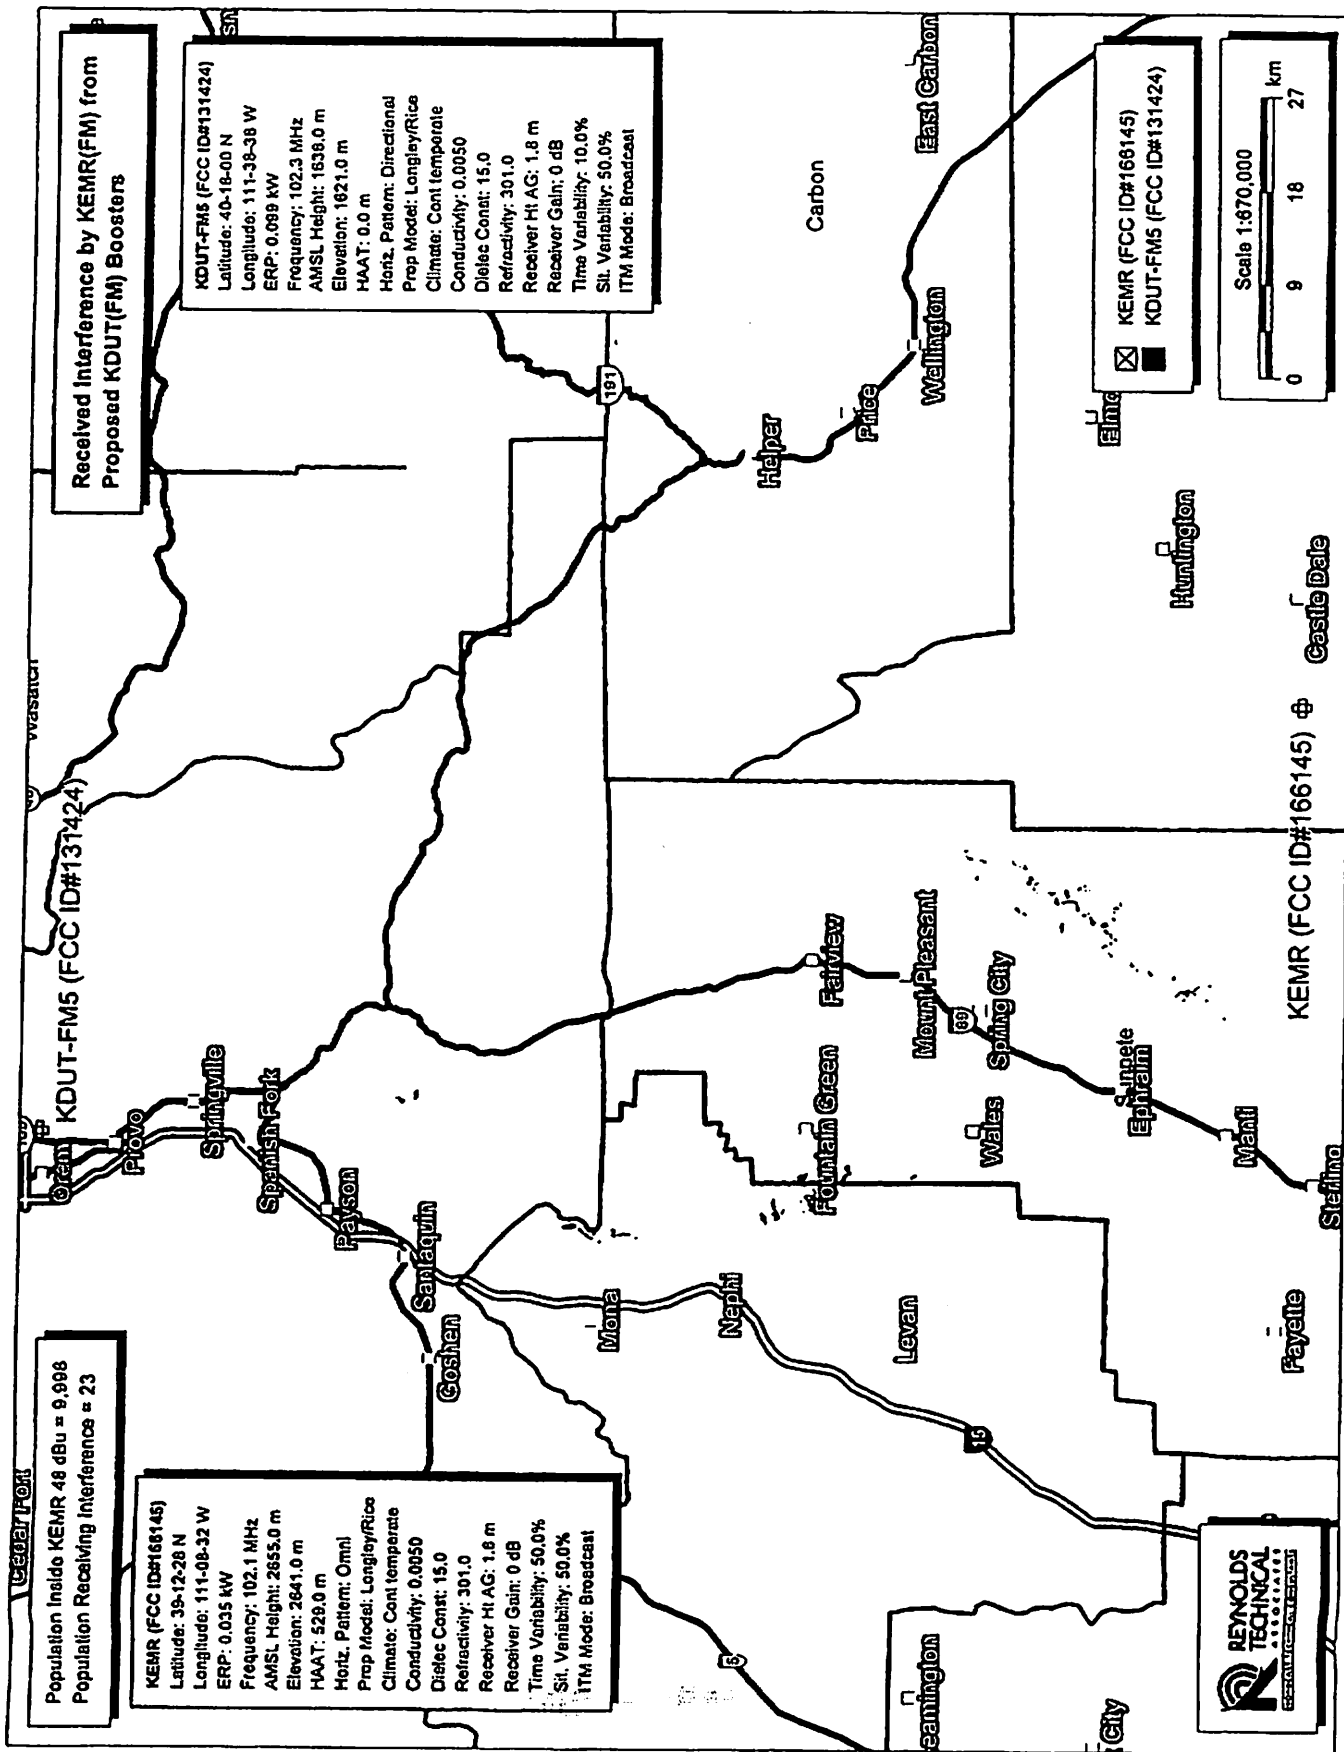 Received Interference by KEMR(FM) from
Proposed KDUT(FM) Boosters
KDUT-FM5 (FCC ID#131424)
Latitude: 40-16-00 N
Longitude: 111-38-38 W
ERP: 0.099 kW
Frequency: 102.3 MHz
AMSL Height: 1638.0 m
Elevation: 1621.0 m
HAAT: 0.0 m
Horiz. Pattern: Directional
Prop Model: Longley/Rice
Climate: Cont temperate
Conductivity: 0.0050
Dielec Const: 15.0
Refractivity: 301.0
Receiver Ht AG: 1.8 m
Receiver Gain: 0 dB
Time Variability: 10.0%
Sit. Variability: 50.0%
ITM Mode: Broadcast
Population Inside KEMR 48 dBu = 9,998
Population Receiving Interference = 23
KEMR (FCC ID#166145)
Latitude: 39-12-28 N
Longitude: 111-08-32 W
ERP: 0.035 kW
Frequency: 102.1 MHz
AMSL Height: 2655.0 m
Elevation: 2641.0 m
HAAT: 529.0 m
Horiz. Pattern: Omni
Prop Model: Longley/Rice
Climate: Cont temperate
Conductivity: 0.0050
Dielec Const: 15.0
Refractivity: 301.0
Receiver Ht AG: 1.8 m
Receiver Gain: 0 dB
Time Variability: 50.0%
Sit. Variability: 50.0%
ITM Mode: Broadcast
Cedar Fort
Wasatch
KDUT-FM5 (FCC ID#131424)
Orem
Provo
Springville
Spanish Fork
Payson
Santaquin
Goshen
191
Mona
Nephi
6
Helper
Carbon
Price
Wellington
East Carbon
Fairview
Fountain Green
Mount Pleasant
89
Spring City
Wales
Levan
15
eamington
Elmo
Huntington
Castle Dale
Ephraim
Manti
Sterling
Fayette
City
KEMR (FCC ID#166145)
KEMR (FCC ID#166145)
KDUT-FM5 (FCC ID#131424)
Scale 1:670,000
0 9 18 27 km
REYNOLDS
TECHNICAL
ASSOCIATES